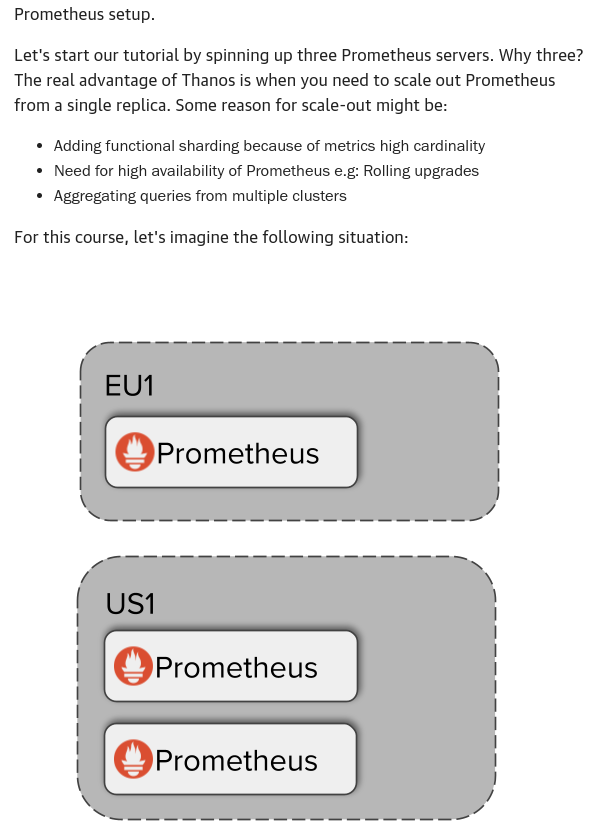 Prometheus setup.
Let's start our tutorial by spinning up three Prometheus servers. Why three?
The real advantage of Thanos is when you need to scale out Prometheus
from a single replica. Some reason for scale-out might be:
• Adding functional sharding because of metrics high cardinality
• Need for high availability of Prometheus e.g: Rolling upgrades
• Aggregating queries from multiple clusters
For this course, let's imagine the following situation:
EU1
Prometheus
US1
Prometheus
Prometheus